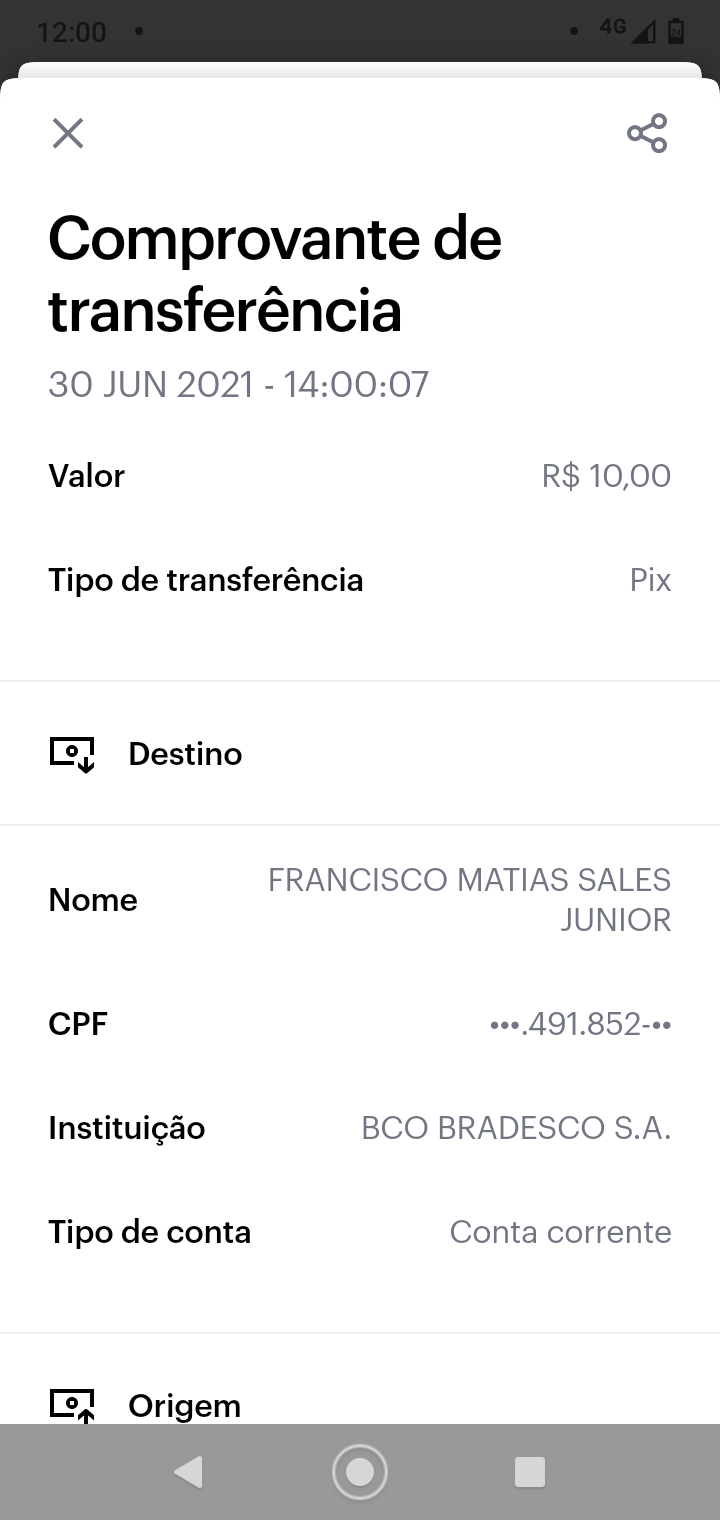 12:00
4G
24
Comprovante de
transferência
30 JUN 2021 - 14:00:07
Valor R$ 10,00
Tipo de transferência Pix
Destino
Nome FRANCISCO MATIAS SALES
JUNIOR
CPF •••.491.852-••
Instituição BCO BRADESCO S.A.
Tipo de conta Conta corrente
Origem